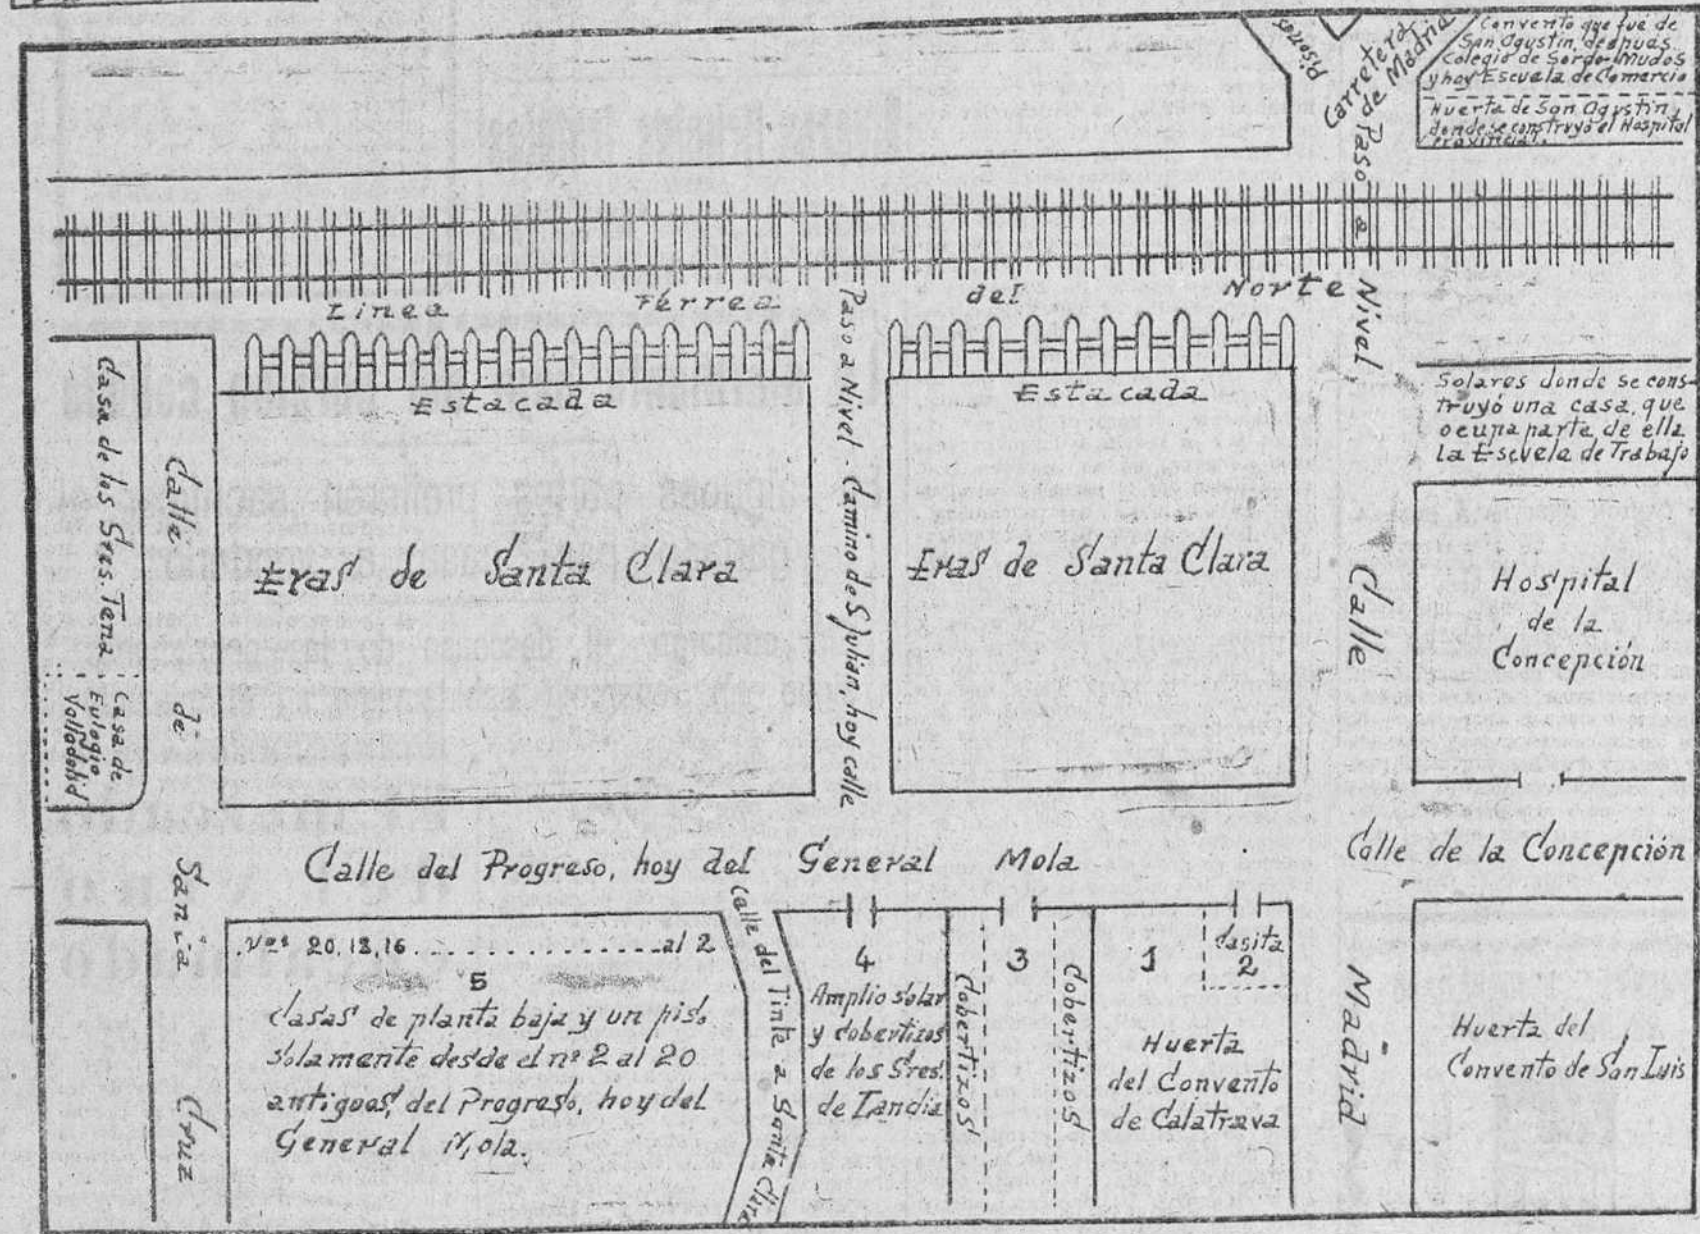 Pisones
Carretera
de Madrid
Convento que fué de
San Agustin, despues
Colegio de Sordo-Mudos
y hoy Escuela de Comercio
Huerta de San Agustin,
donde se construyó el Hospital
Provincial.
Paso a Nivel
Linea Férrea del Norte
Estacada
Estacada
Solares donde se cons-
truyó una casa, que
ocupa parte de ella
la Escuela de Trabajo
Casa de los Sres. Tena
Casa de
Eulogio
Valladolid
Calle de Santa Cruz
Eras de Santa Clara
Paso a Nivel - Camino de S. Julian, hoy calle
Eras de Santa Clara
Calle Madrid
Hospital
de la
Concepción
Calle del Progreso, hoy del General Mola
Calle de la Concepción
Nos 20, 18, 16 .......... al 2
5
Casas de planta baja y un piso
solamente desde el nº 2 al 20
antiguos, del Progreso, hoy del
General Mola.
Calle del Tinte a Santa Clara
4
Amplio solar
y cobertizos
de los Sres.
de Landia
Cobertizos
3
Cobertizos
1
Casita
2
Huerta
del Convento
de Calatrava
Huerta del
Convento de San Luis